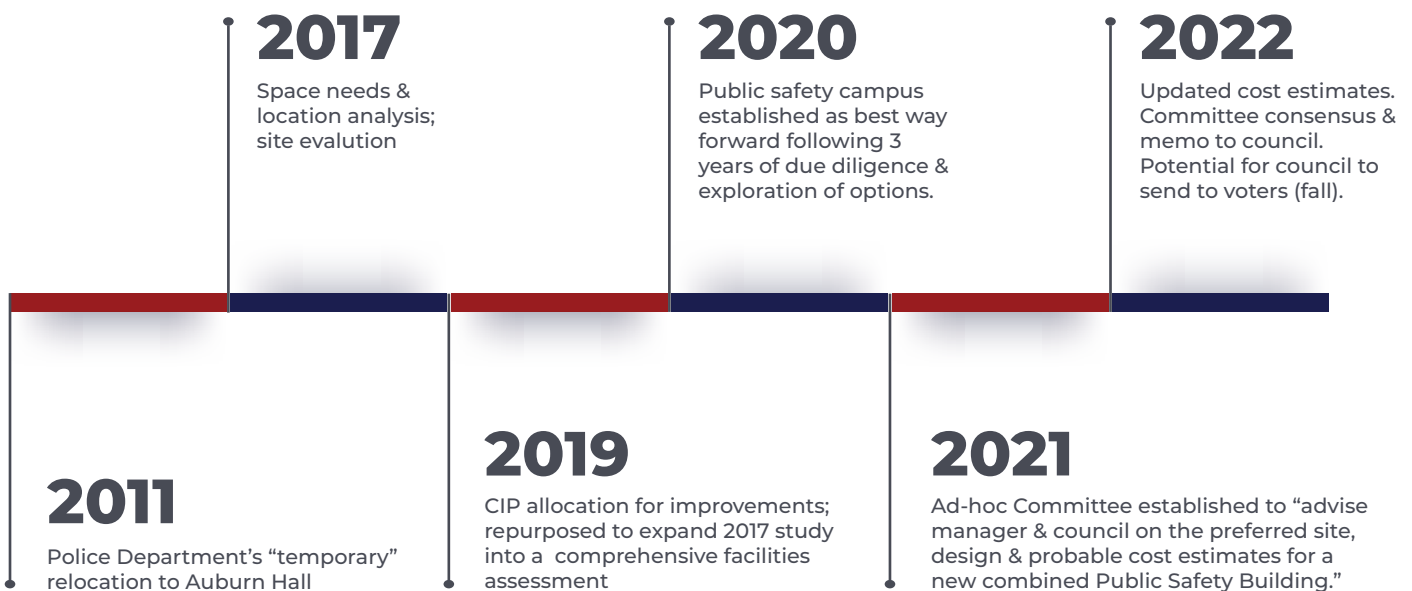 2017
Space needs &
location analysis;
site evalution
2020
Public safety campus
established as best way
forward following 3
years of due diligence &
exploration of options.
2022
Updated cost estimates.
Committee consensus &
memo to council.
Potential for council to
send to voters (fall).
2011
Police Department’s “temporary”
relocation to Auburn Hall
2019
CIP allocation for improvements;
repurposed to expand 2017 study
into a  comprehensive facilities
assessment
2021
Ad-hoc Committee established to “advise
manager & council on the preferred site,
design & probable cost estimates for a
new combined Public Safety Building.”